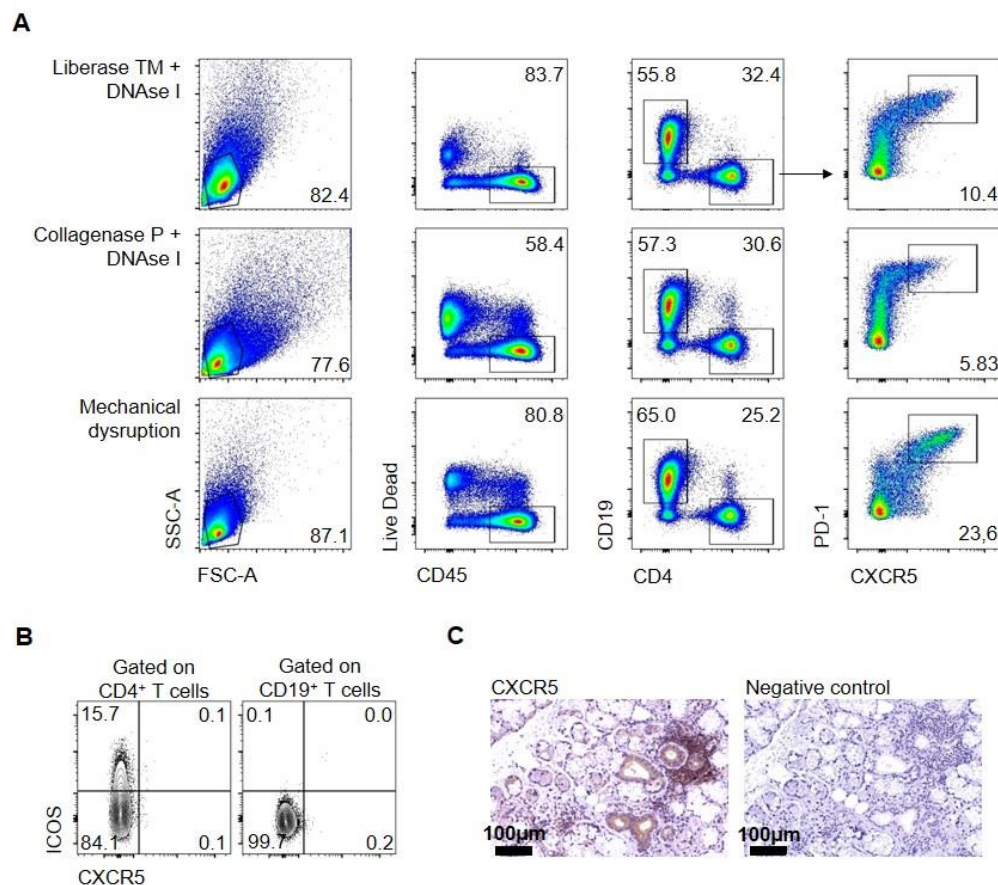 A
Liberase TM +
DNAse I
82.4
83.7
55.8 32.4
10.4
Collagenase P +
DNAse I
77.6
58.4
57.3 30.6
5.83
Mechanical
dysruption
SSC-A
87.1
FSC-A
Live Dead
80.8
CD45
CD19
65.0 25.2
CD4
PD-1
23,6
CXCR5
B
Gated on
CD4⁺ T cells
Gated on
CD19⁺ T cells
15.7 0.1
84.1 0.1
0.1 0.0
99.7 0.2
ICOS
CXCR5
C
CXCR5
100µm
Negative control
100µm